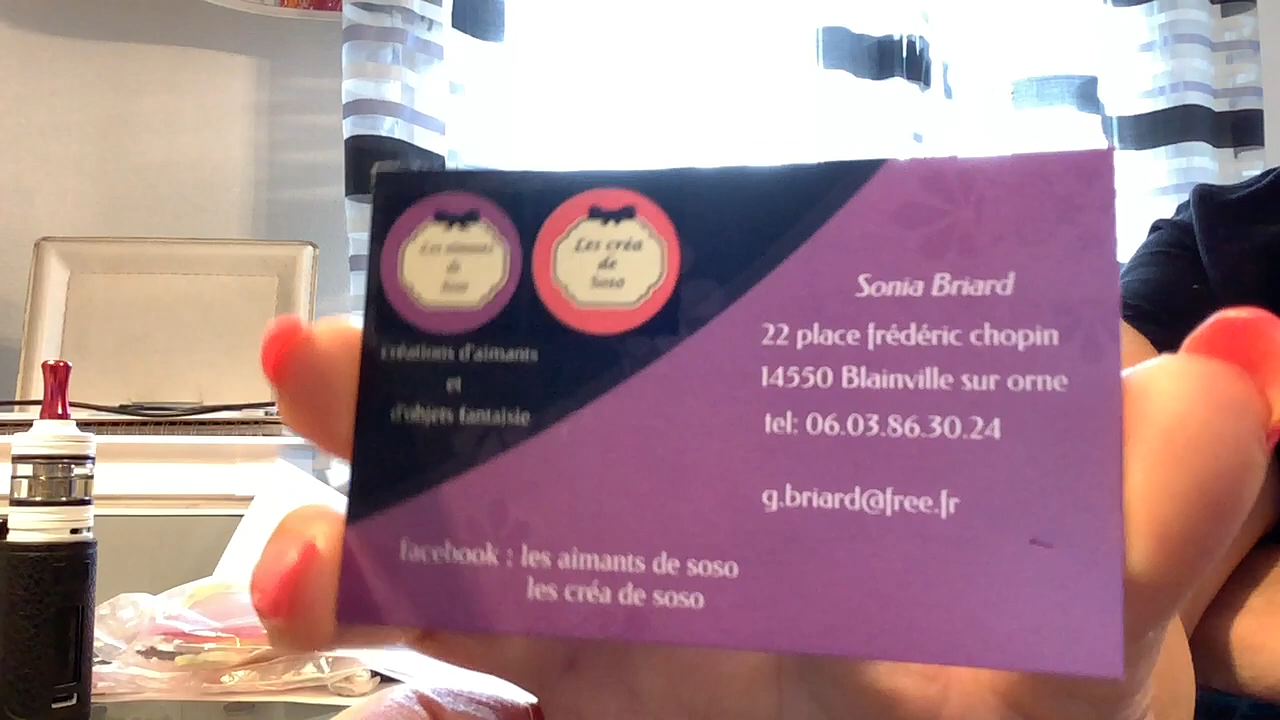 Les aimants
de
Soso
Les créa
de
Soso
créations d'aimants
et
d'objets fantaisie
Sonia Briard
22 place frédéric chopin
14550 Blainville sur orne
tel: 06.03.86.30.24
g.briard@free.fr
facebook : les aimants de soso
les créa de soso